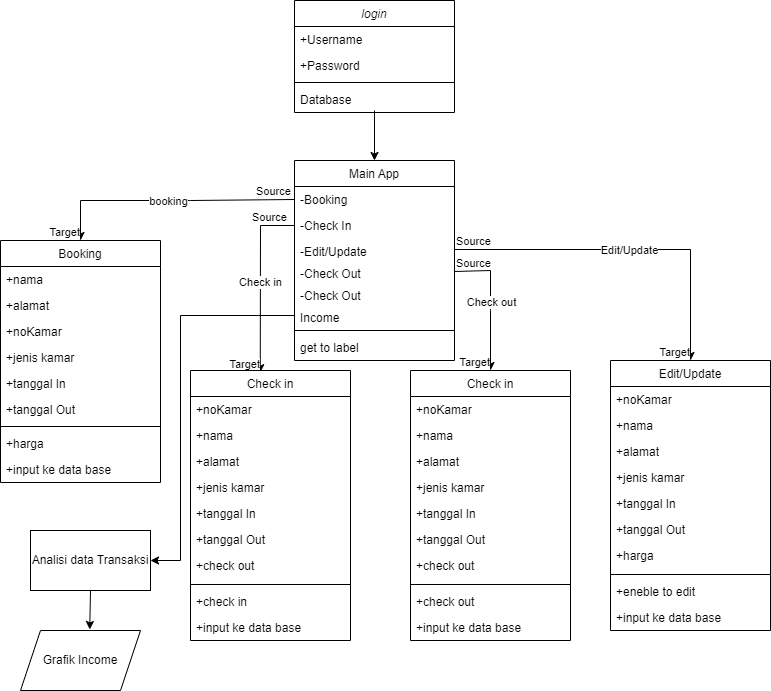 login
+Username
+Password
Database
Main App
-Booking
-Check In
-Edit/Update
-Check Out
-Check Out
Income
get to label
Source
booking
Target
Source
Check in
Target
Source
Edit/Update
Target
Source
Check out
Target
Booking
+nama
+alamat
+noKamar
+jenis kamar
+tanggal In
+tanggal Out
+harga
+input ke data base
Check in
+noKamar
+nama
+alamat
+jenis kamar
+tanggal In
+tanggal Out
+check out
+check in
+input ke data base
Check in
+noKamar
+nama
+alamat
+jenis kamar
+tanggal In
+tanggal Out
+check out
+check out
+input ke data base
Edit/Update
+noKamar
+nama
+alamat
+jenis kamar
+tanggal In
+tanggal Out
+harga
+eneble to edit
+input ke data base
Analisi data Transaksi
Grafik Income